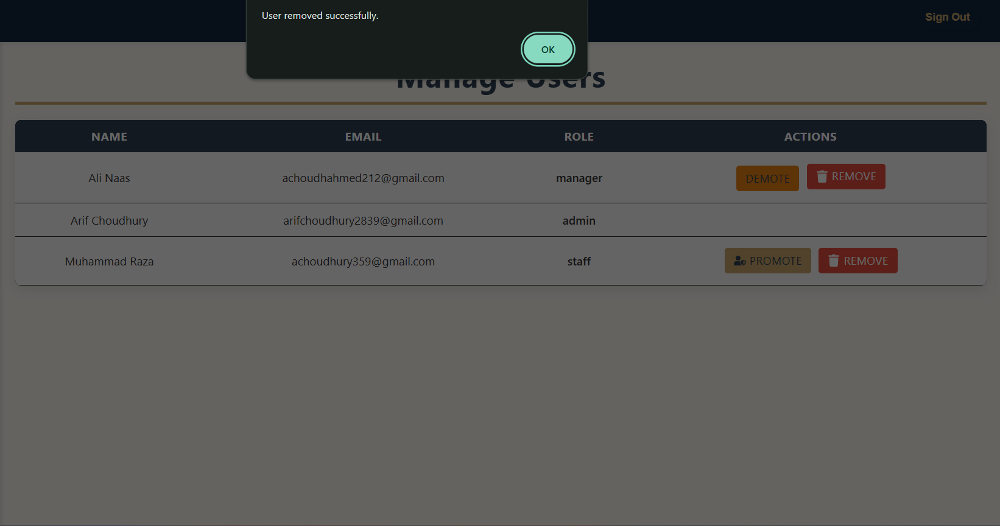 User removed successfully.
Sign Out
OK
Manage Users
NAME EMAIL ROLE ACTIONS
Ali Naas achoudhahmed212@gmail.com manager DEMOTE REMOVE
Arif Choudhury arifchoudhury2839@gmail.com admin
Muhammad Raza achoudhury359@gmail.com staff PROMOTE REMOVE